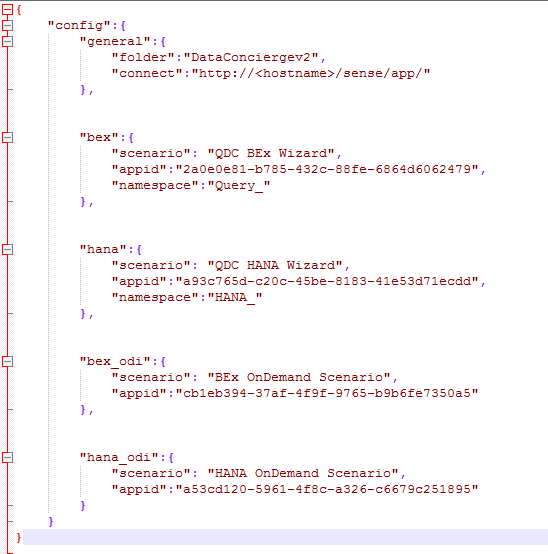 {
"config":{
"general":{
"folder":"DataConciergev2",
"connect":"http://<hostname>/sense/app/"
},
"bex":{
"scenario": "QDC BEx Wizard",
"appid":"2a0e0e81-b785-432c-88fe-6864d6062479",
"namespace":"Query_"
},
"hana":{
"scenario": "QDC HANA Wizard",
"appid":"a93c765d-c20c-45be-8183-41e53d71ecdd",
"namespace":"HANA_"
},
"bex_odi":{
"scenario": "BEx OnDemand Scenario",
"appid":"cb1eb394-37af-4f9f-9765-b9b6fe7350a5"
},
"hana_odi":{
"scenario": "HANA OnDemand Scenario",
"appid":"a53cd120-5961-4f8c-a326-c6679c251895"
}
}
}